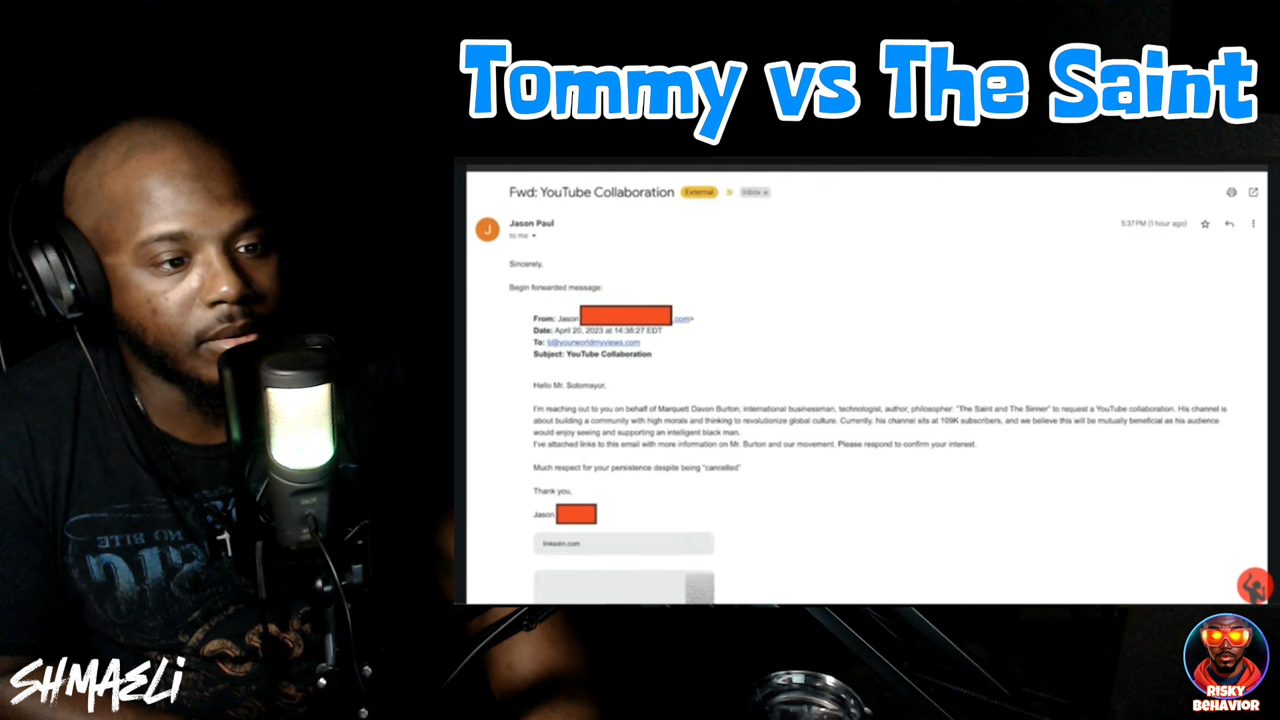 Tommy vs The Saint
Fwd: YouTube Collaboration External Inbox x
J
Jason Paul
5:37 PM (1 hour ago)
to me
Sincerely,
Begin forwarded message:
From: Jason .com>
Date: April 20, 2023 at 14:38:27 EDT
To: tj@yourworldmyviews.com
Subject: YouTube Collaboration
Hello Mr. Sotomayor,
I'm reaching out to you on behalf of Marquett Davon Burton; international businessman, technologist, author, philosopher: "The Saint and The Sinner" to request a YouTube collaboration. His channel is
about building a community with high morals and thinking to revolutionize global culture. Currently, his channel sits at 109K subscribers, and we believe this will be mutually beneficial as his audience
would enjoy seeing and supporting an intelligent black man.
I've attached links to this email with more information on Mr. Burton and our movement. Please respond to confirm your interest.
Much respect for your persistence despite being "cancelled"
Thank you,
Jason
linkedin.com
SHMAELi
RISKY
BEHAVIOR